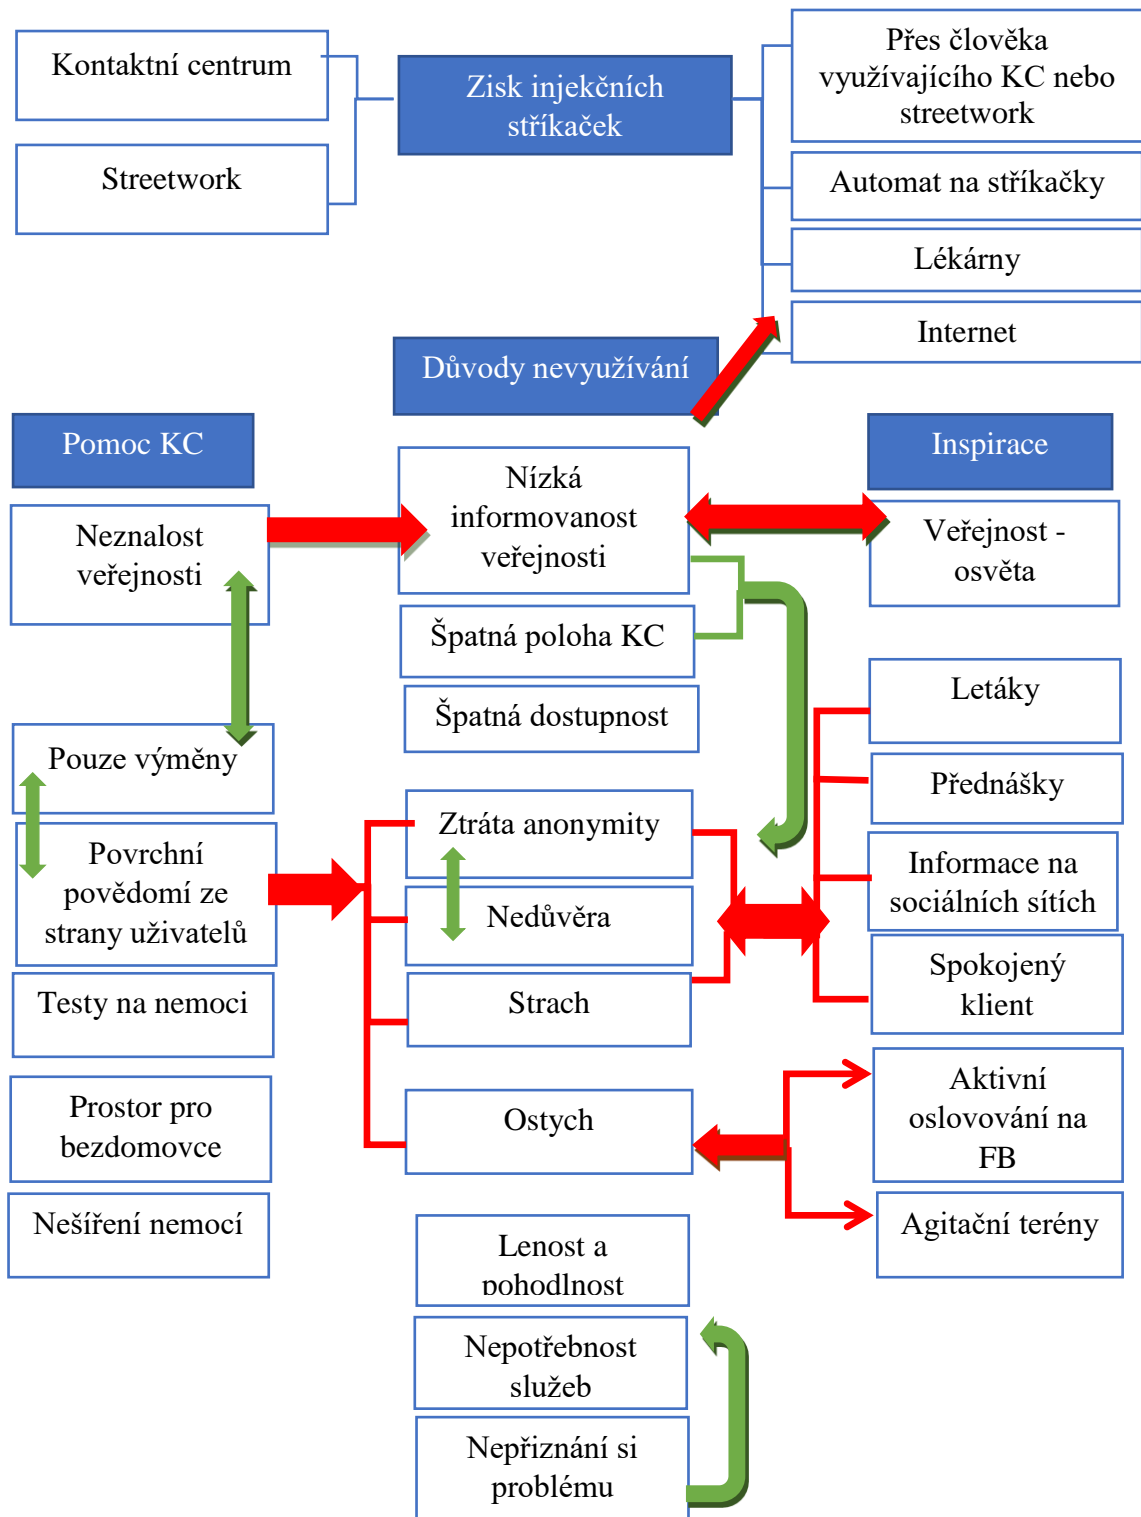 Kontaktní centrum
Streetwork
Zisk injekčních
stříkaček
Přes člověka
využívajícího KC nebo
streetwork
Automat na stříkačky
Lékárny
Internet
Důvody nevyužívání
Pomoc KC
Inspirace
Neznalost
veřejnosti
Pouze výměny
Povrchní
povědomí ze
strany uživatelů
Testy na nemoci
Prostor pro
bezdomovce
Nešíření nemocí
Nízká
informovanost
veřejnosti
Špatná poloha KC
Špatná dostupnost
Ztráta anonymity
Nedůvěra
Strach
Ostych
Lenost a
pohodlnost
Nepotřebnost
služeb
Nepřiznání si
problému
Veřejnost -
osvěta
Letáky
Přednášky
Informace na
sociálních sítích
Spokojený
klient
Aktivní
oslovování na
FB
Agitační terény